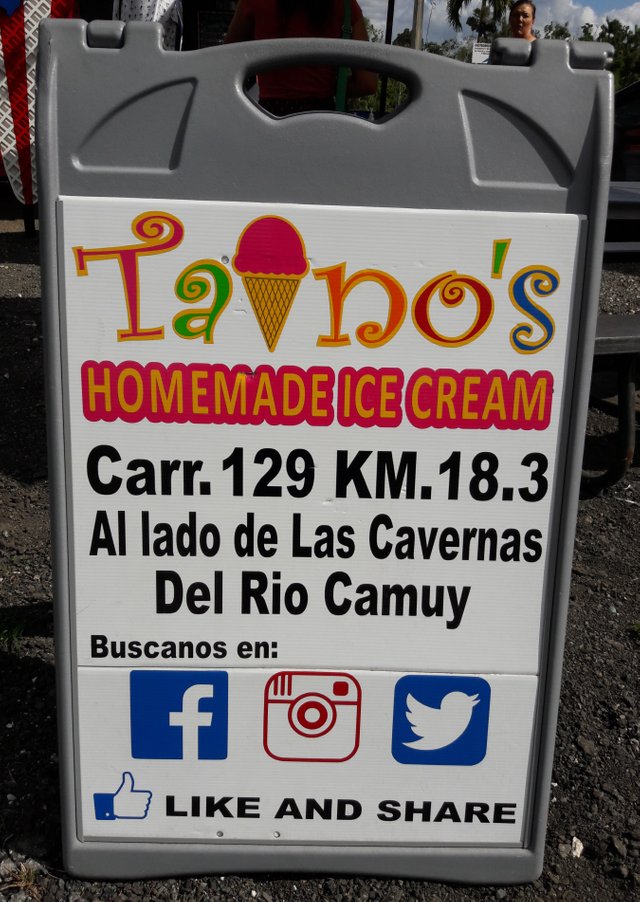 Taino's
HOMEMADE ICE CREAM
Carr. 129 KM. 18.3
Al lado de Las Cavernas
Del Rio Camuy
Buscanos en:
LIKE AND SHARE